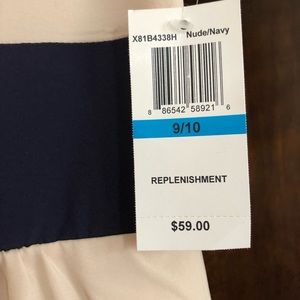 X81B4338H Nude/Navy
8 86542 58921 6
9/10
REPLENISHMENT
$59.00